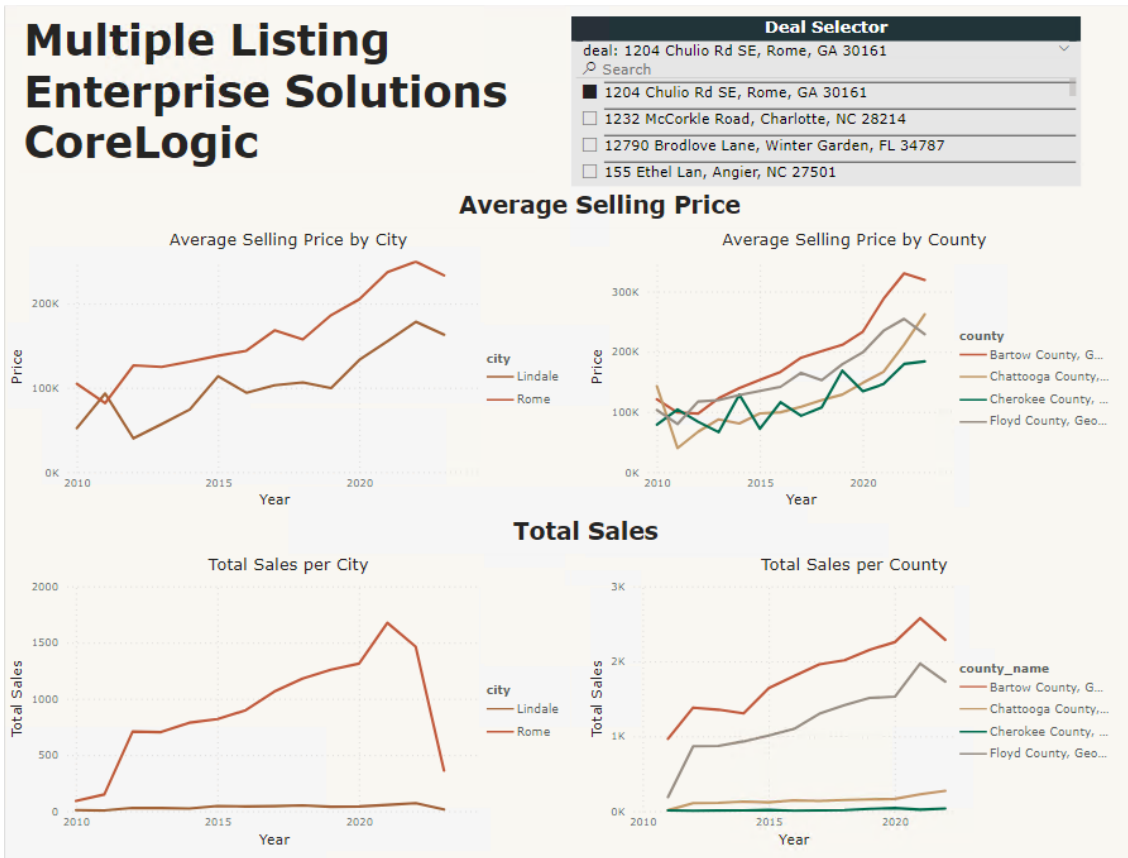 Multiple Listing
Enterprise Solutions
CoreLogic
Deal Selector
deal: 1204 Chulio Rd SE, Rome, GA 30161
Search
1204 Chulio Rd SE, Rome, GA 30161
1232 McCorkle Road, Charlotte, NC 28214
12790 Brodlove Lane, Winter Garden, FL 34787
155 Ethel Lan, Angier, NC 27501
Average Selling Price
Average Selling Price by City
Price
200K
100K
0K
2010 2015 2020
Year
city
Lindale
Rome
Average Selling Price by County
Price
300K
200K
100K
0K
2010 2015 2020
Year
county
Bartow County, G...
Chattooga County,...
Cherokee County, ...
Floyd County, Geo...
Total Sales
Total Sales per City
Total Sales
2000
1500
1000
500
0
2010 2015 2020
Year
city
Lindale
Rome
Total Sales per County
Total Sales
3K
2K
1K
0K
2010 2015 2020
Year
county_name
Bartow County, G...
Chattooga County,...
Cherokee County, ...
Floyd County, Geo...